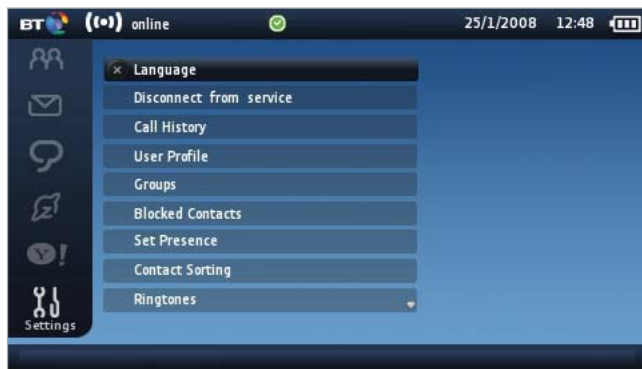 BT online 25/1/2008 12:48
Language
Disconnect from service
Call History
User Profile
Groups
Blocked Contacts
Set Presence
Contact Sorting
Ringtones
Y!
Settings